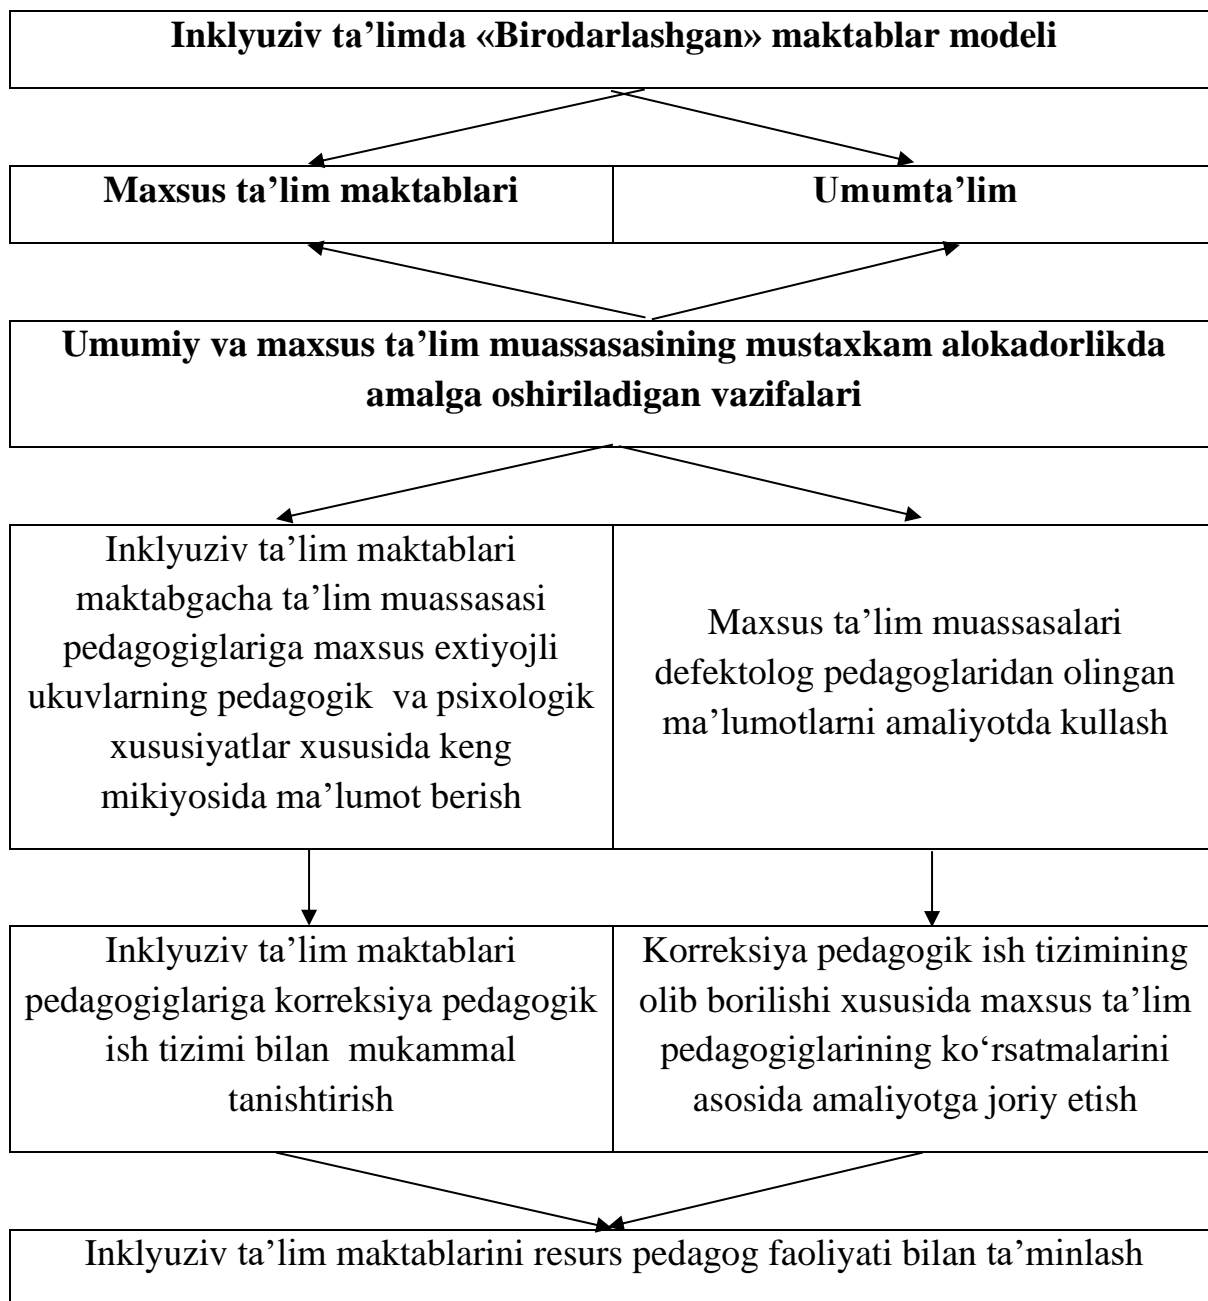 Inklyuziv ta’limda «Birodarlashgan» maktablar modeli
Maxsus ta’lim maktablari
Umumta’lim
Umumiy va maxsus ta’lim muassasasining mustaxkam alokadorlikda
amalga oshiriladigan vazifalari
Inklyuziv ta’lim maktablari
maktabgacha ta’lim muassasasi
pedagogiglariga maxsus extiyojli
ukuvlarning pedagogik va psixologik
xususiyatlar xususida keng
mikiyosida ma’lumot berish
Maxsus ta’lim muassasalari
defektolog pedagoglaridan olingan
ma’lumotlarni amaliyotda kullash
Inklyuziv ta’lim maktablari
pedagogiglariga korreksiya pedagogik
ish tizimi bilan mukammal
tanishtirish
Korreksiya pedagogik ish tizimining
olib borilishi xususida maxsus ta’lim
pedagogiglarining ko‘rsatmalarini
asosida amaliyotga joriy etish
Inklyuziv ta’lim maktablarini resurs pedagog faoliyati bilan ta’minlash